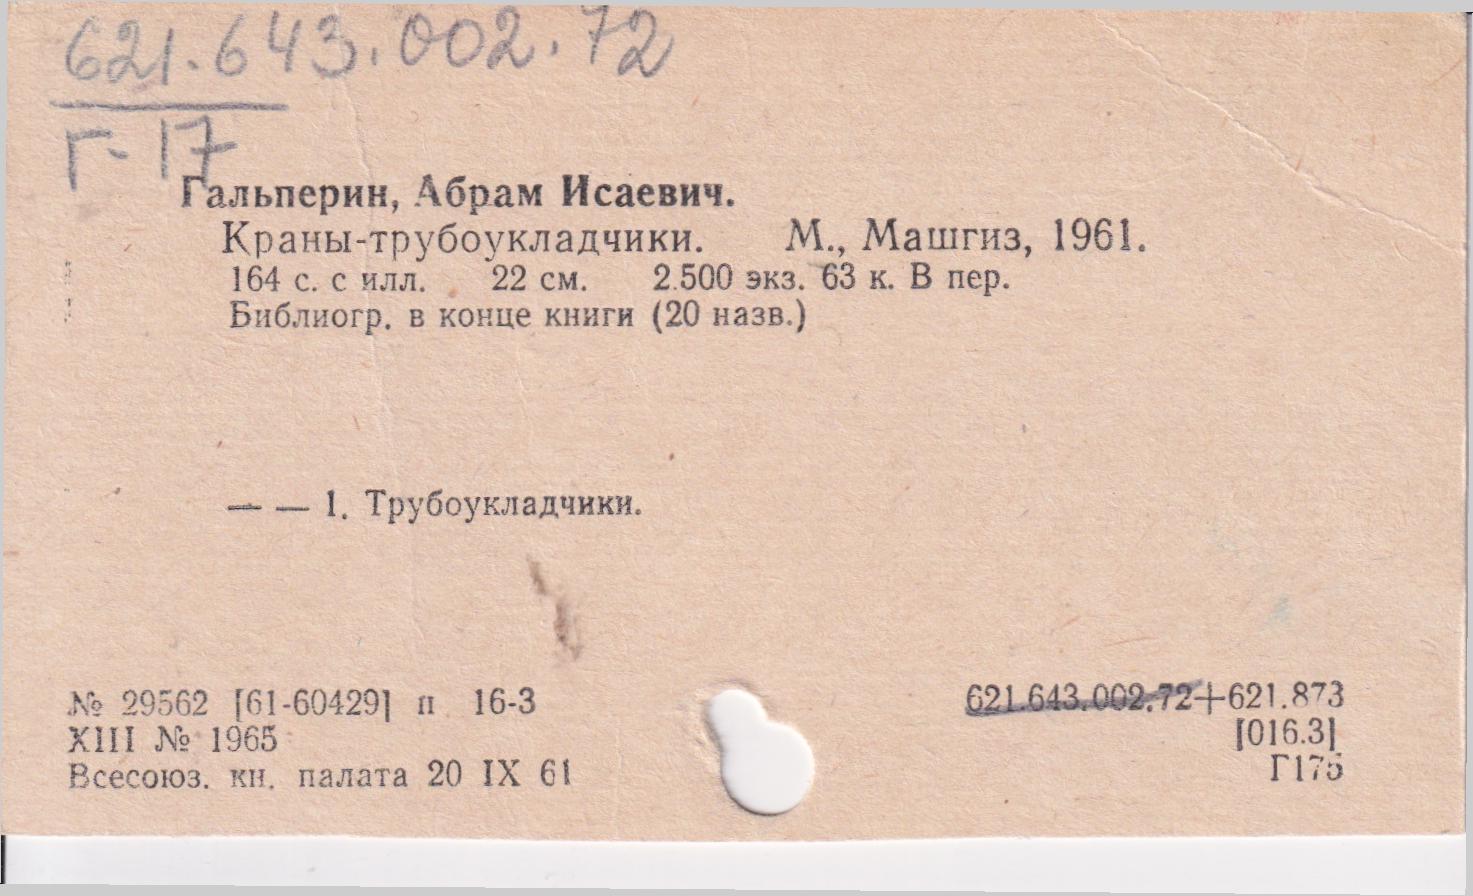 621.643.002.72
Г-17
Гальперин, Абрам Исаевич.
Краны-трубоукладчики. М., Машгиз, 1961.
164 с. с илл. 22 см. 2.500 экз. 63 к. В пер.
Библиогр. в конце книги (20 назв.)
— — 1. Трубоукладчики.
№ 29562 [61-60429] п 16-3
XIII № 1965
Всесоюз. кн. палата 20 IX 61
621.643.002.72+621.873
[016.3]
Г175